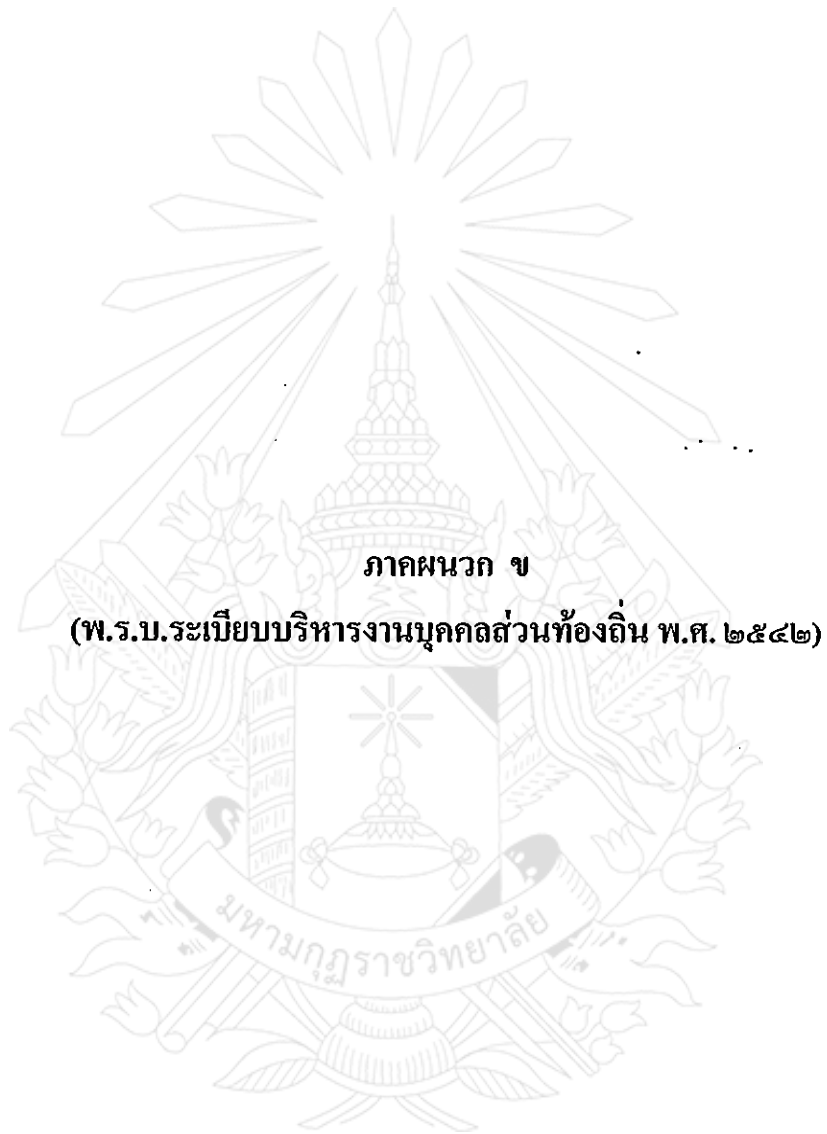 ภาคผนวก ข
(พ.ร.บ.ระเบียบบริหารงานบุคคลส่วนท้องถิ่น พ.ศ. ๒๕๔๒)
มหามกุฏราชวิทยาลัย